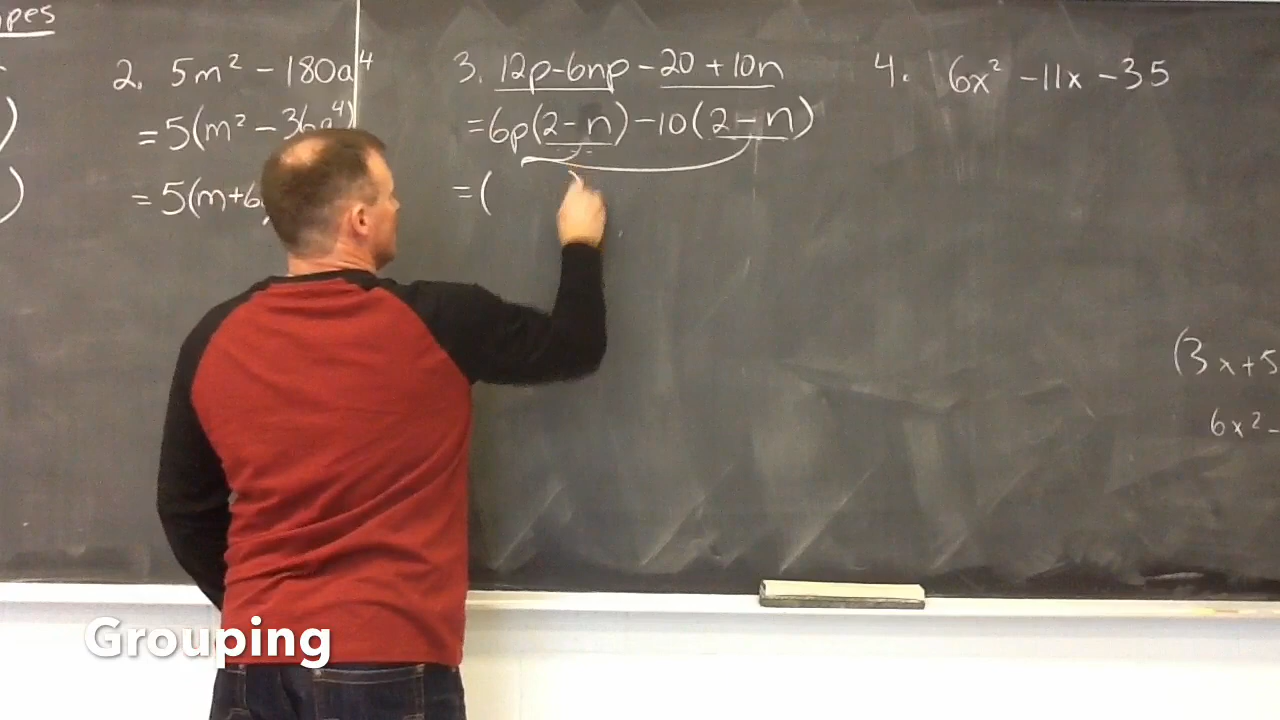 2. 5m² - 180a⁴
= 5(m² - 36a⁴)
= 5(m+6
3. 12p-6np-20+10n
=6p(2-n)-10(2-n)
=(
4. 6x² -11x -35
(3x+5
6x²-
Grouping